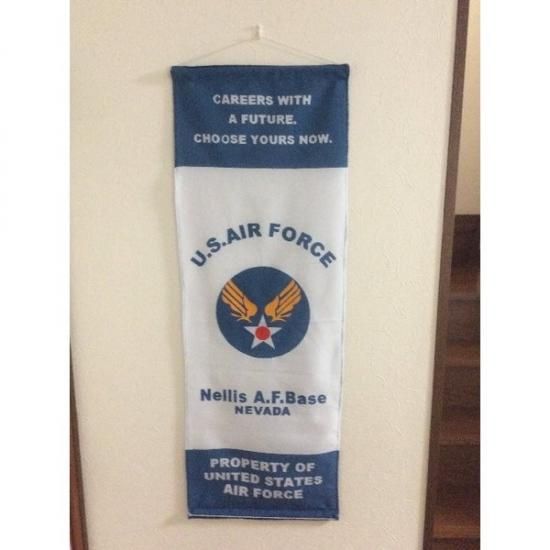 CAREERS WITH
A FUTURE.
CHOOSE YOURS NOW.
U.S.AIR FORCE
Nellis A.F.Base
NEVADA
PROPERTY OF
UNITED STATES
AIR FORCE